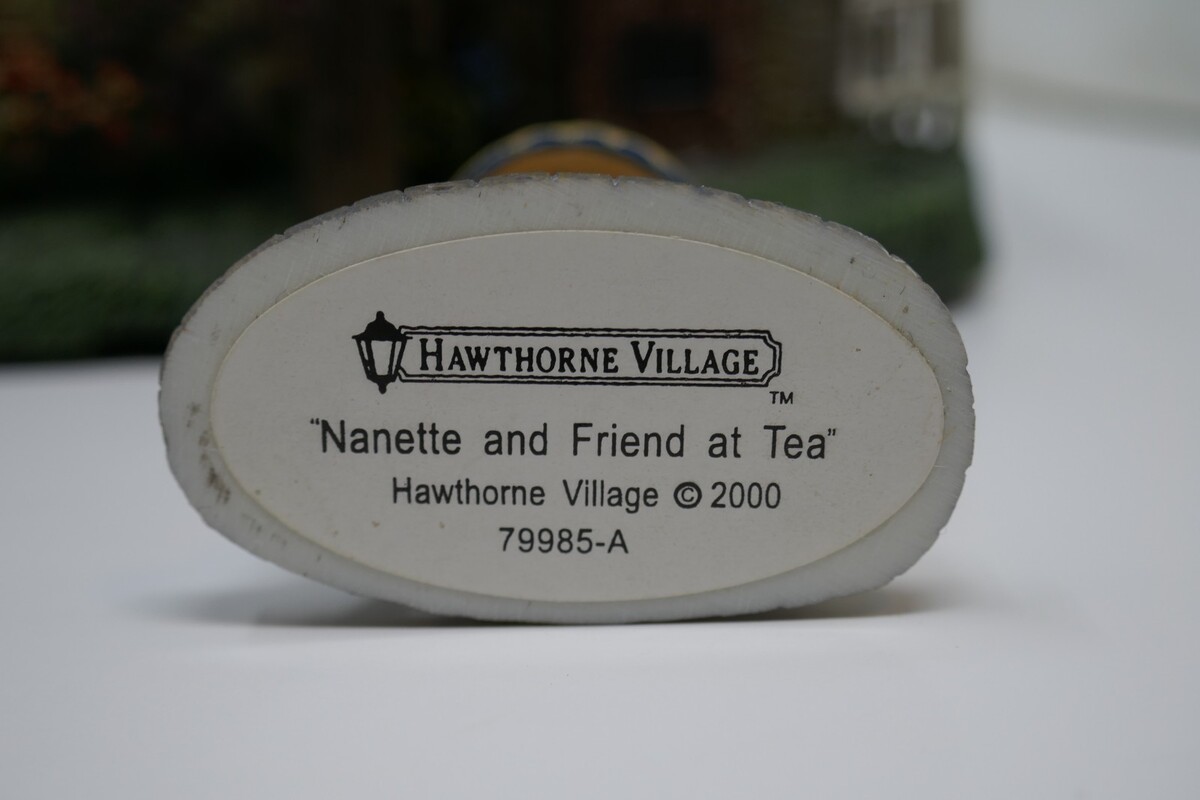 HAWTHORNE VILLAGE
TM
"Nanette and Friend at Tea"
Hawthorne Village © 2000
79985-A